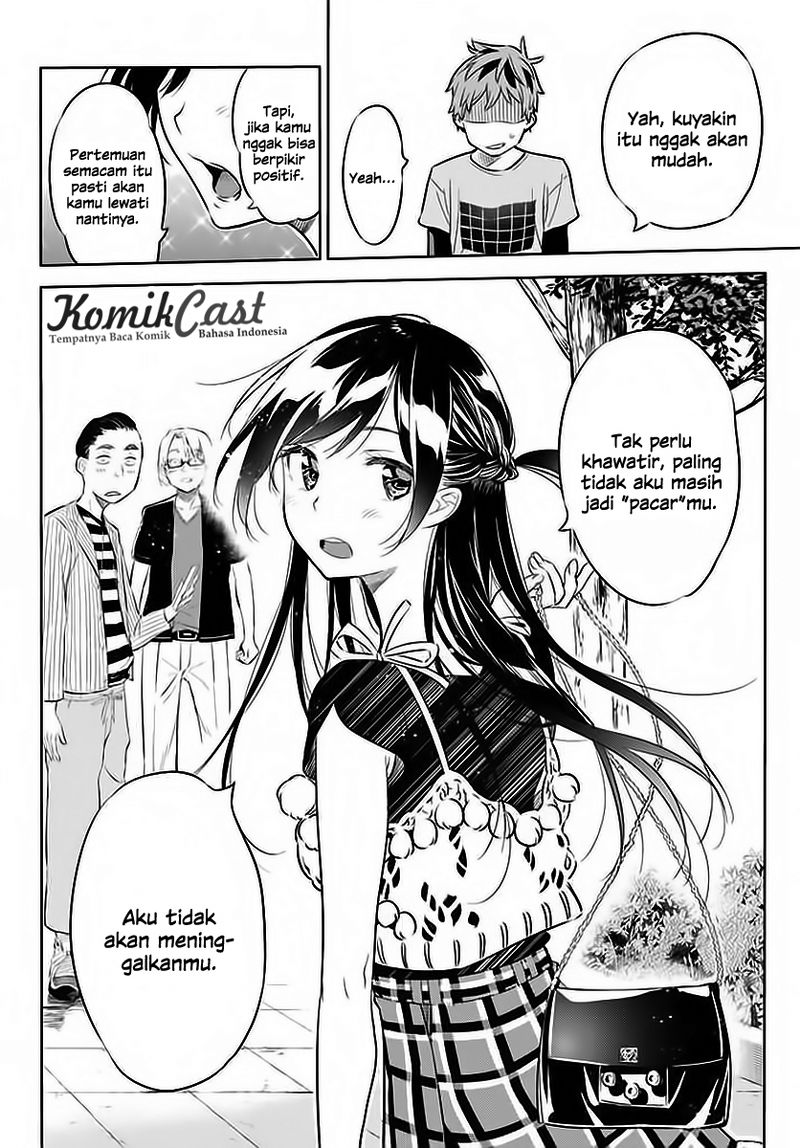 Yah, kuyakin
itu nggak akan
mudah.
Yeah...
Tapi,
jika kamu
nggak bisa
berpikir
positif.
Pertemuan
semacam itu
pasti akan
kamu lewati
nantinya.
KomikCast
Tempatnya Baca Komik Bahasa Indonesia
Tak perlu
khawatir, paling
tidak aku masih
jadi "pacar"mu.
Aku tidak
akan mening-
galkanmu.